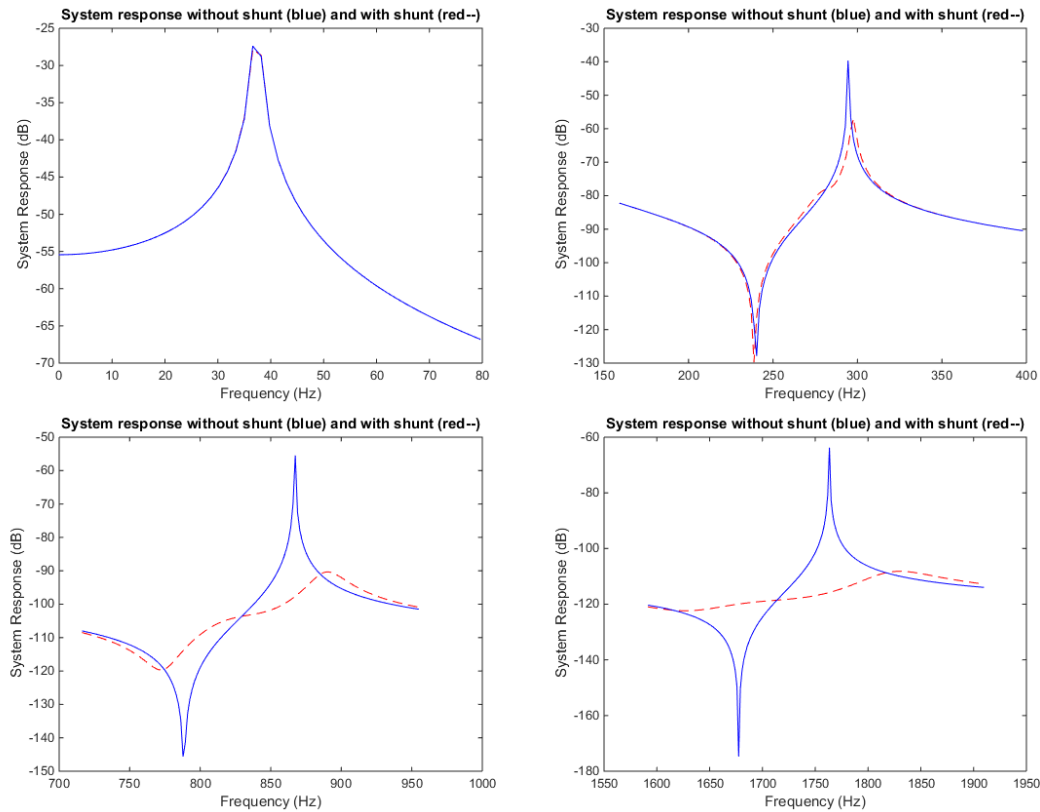 System response without shunt (blue) and with shunt (red--)
System Response (dB)
-25
-30
-35
-40
-45
-50
-55
-60
-65
-70
0 10 20 30 40 50 60 70 80
Frequency (Hz)
System response without shunt (blue) and with shunt (red--)
System Response (dB)
-30
-40
-50
-60
-70
-80
-90
-100
-110
-120
-130
150 200 250 300 350 400
Frequency (Hz)
System response without shunt (blue) and with shunt (red--)
System Response (dB)
-50
-60
-70
-80
-90
-100
-110
-120
-130
-140
-150
700 750 800 850 900 950 1000
Frequency (Hz)
System response without shunt (blue) and with shunt (red--)
System Response (dB)
-60
-80
-100
-120
-140
-160
-180
1550 1600 1650 1700 1750 1800 1850 1900 1950
Frequency (Hz)